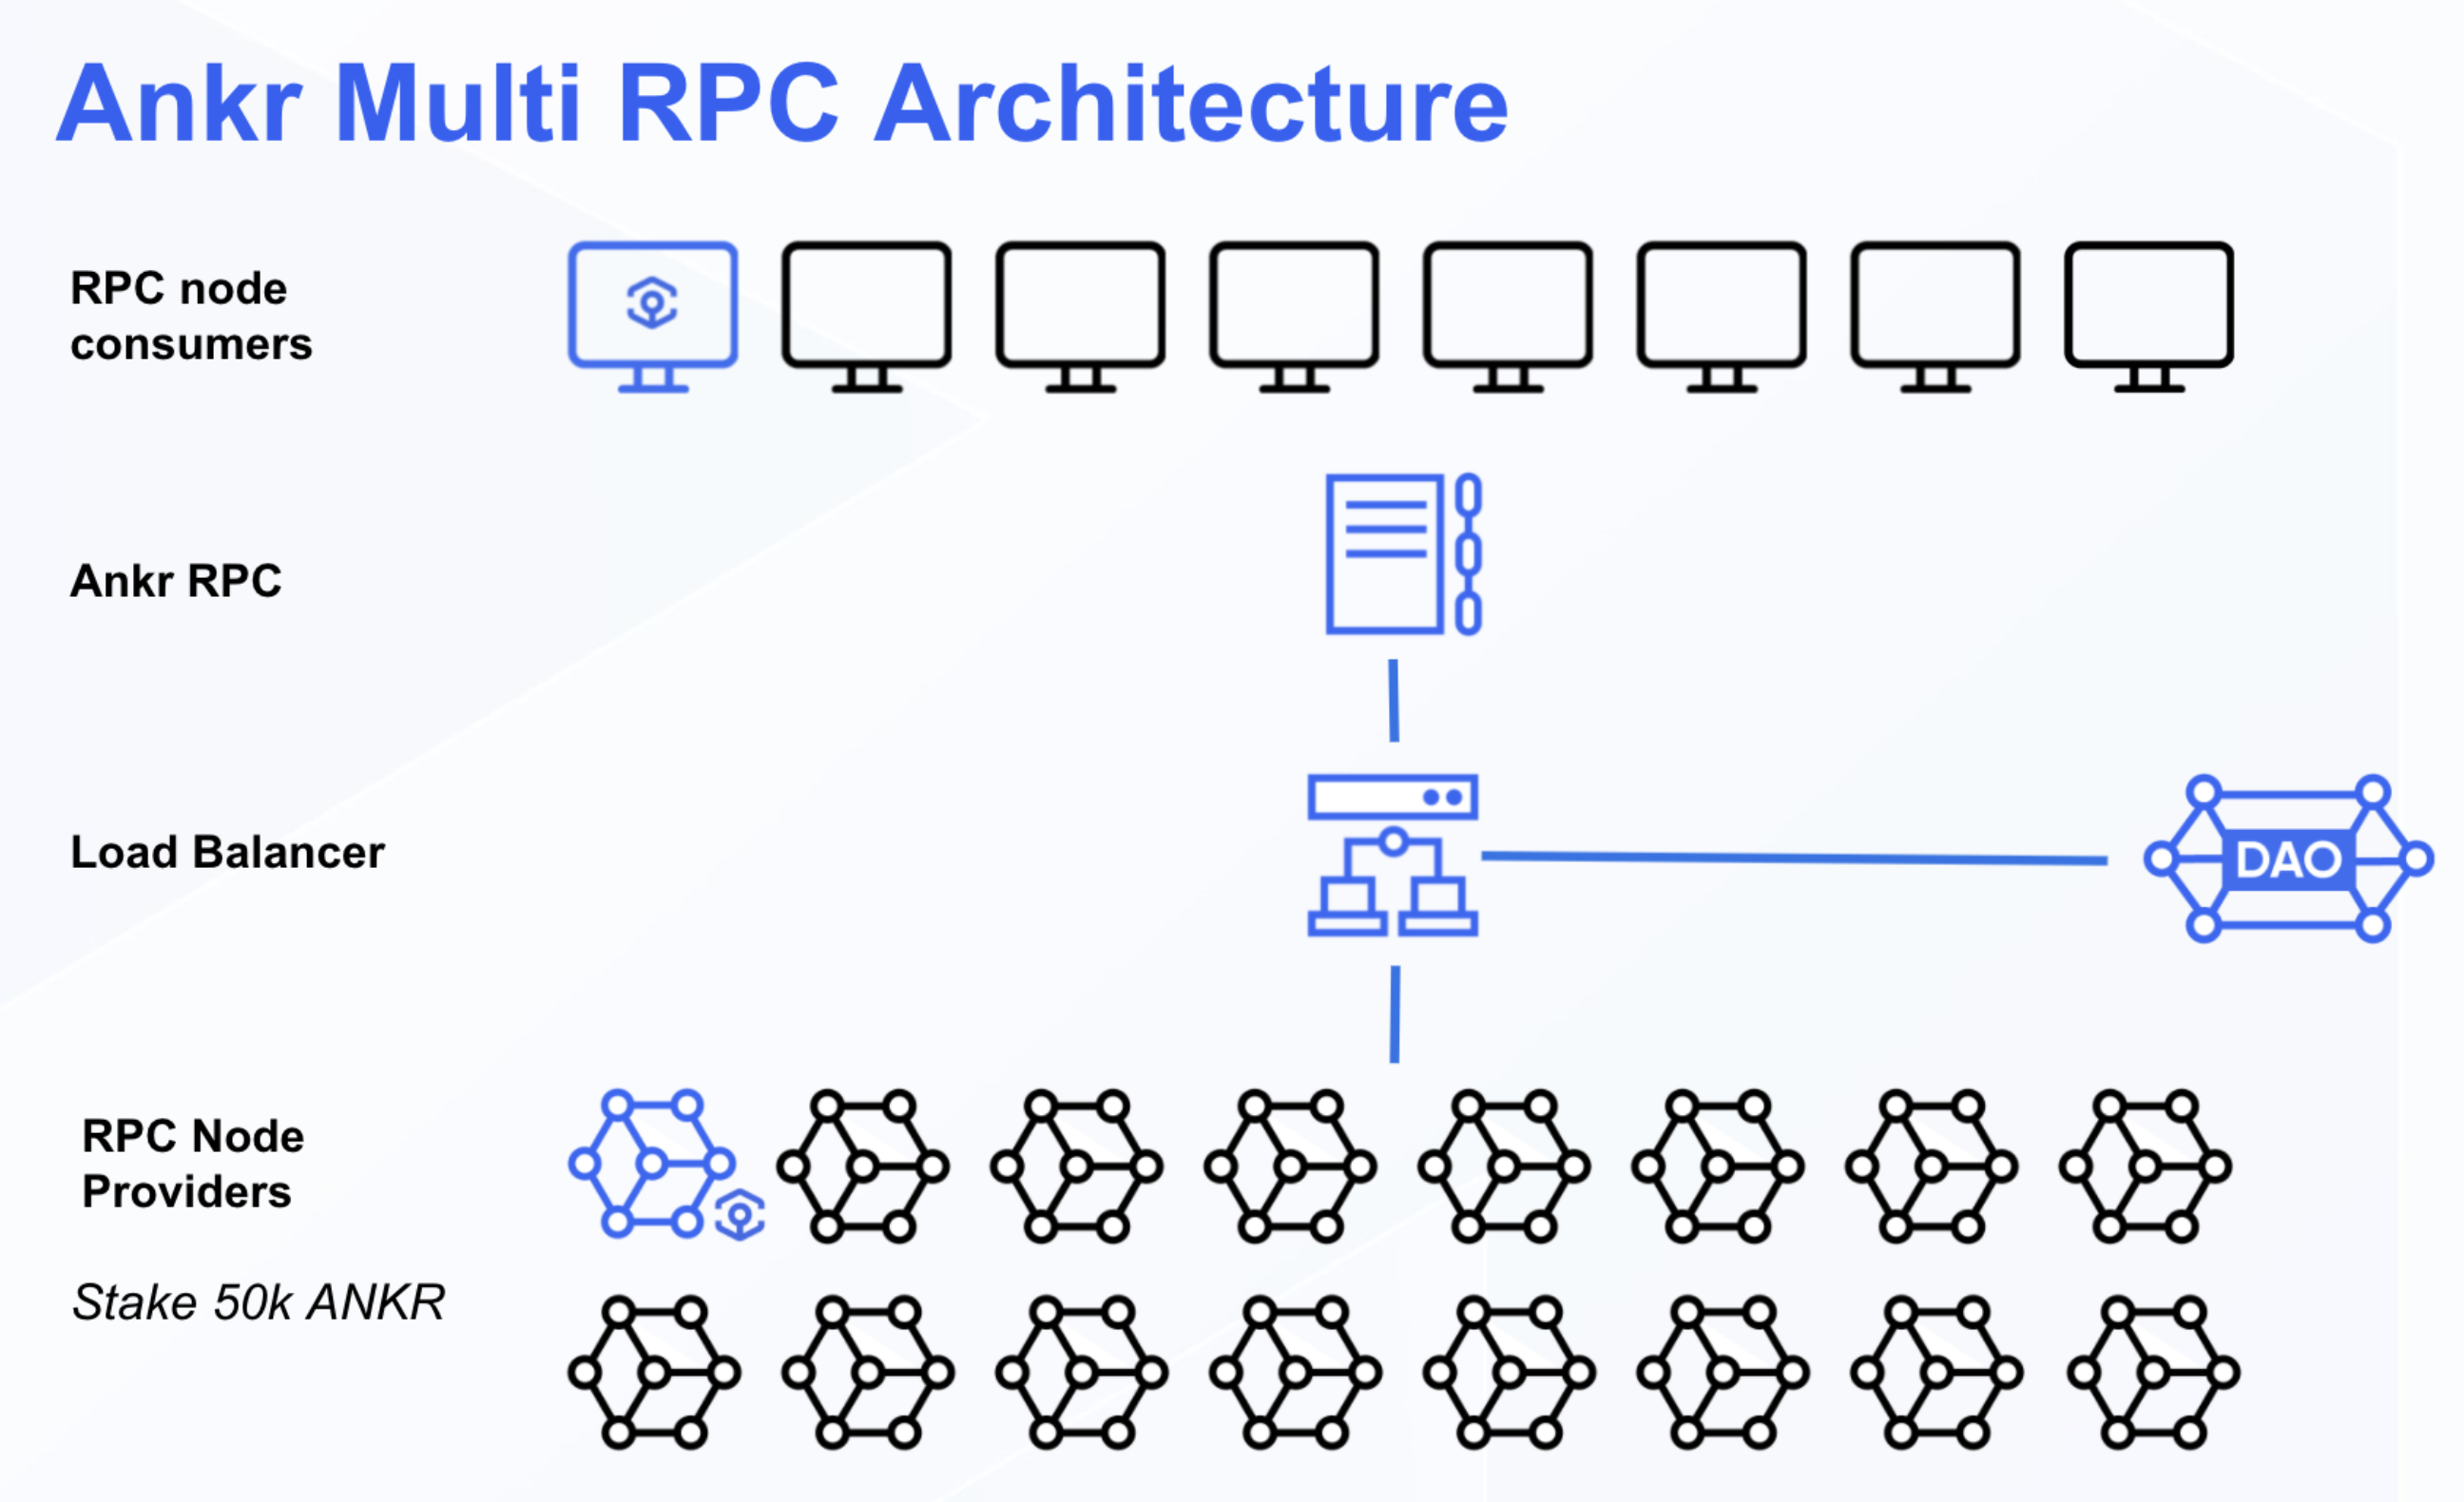 Ankr Multi RPC Architecture
RPC node
consumers
Ankr RPC
Load Balancer
DAO
RPC Node
Providers
Stake 50k ANKR